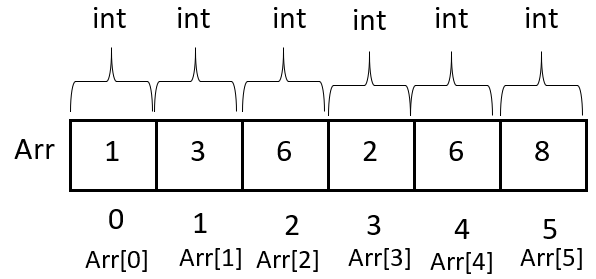 int int int int int int
Arr 1 3 6 2 6 8
0 1 2 3 4 5
Arr[0] Arr[1] Arr[2] Arr[3] Arr[4] Arr[5]